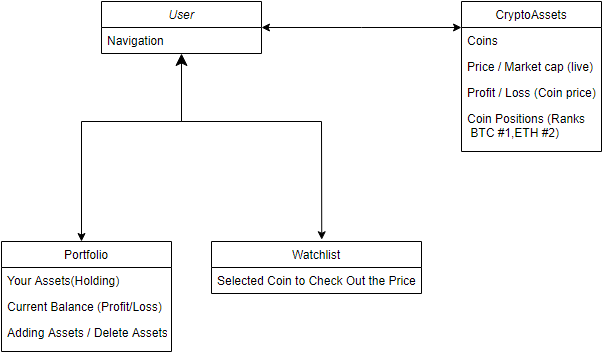 User
Navigation
CryptoAssets
Coins
Price / Market cap (live)
Profit / Loss (Coin price)
Coin Positions (Ranks
BTC #1,ETH #2)
Portfolio
Your Assets(Holding)
Current Balance (Profit/Loss)
Adding Assets / Delete Assets
Watchlist
Selected Coin to Check Out the Price